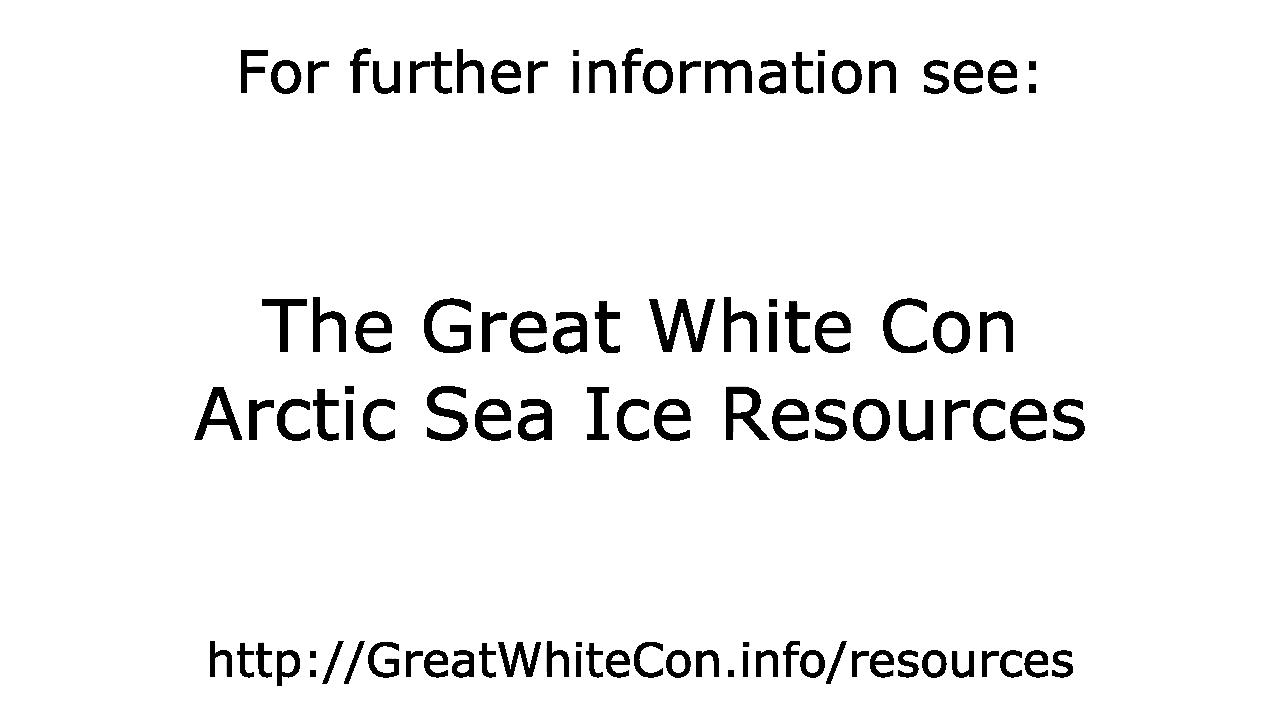 For further information see:
The Great White Con
Arctic Sea Ice Resources
http://GreatWhiteCon.info/resources